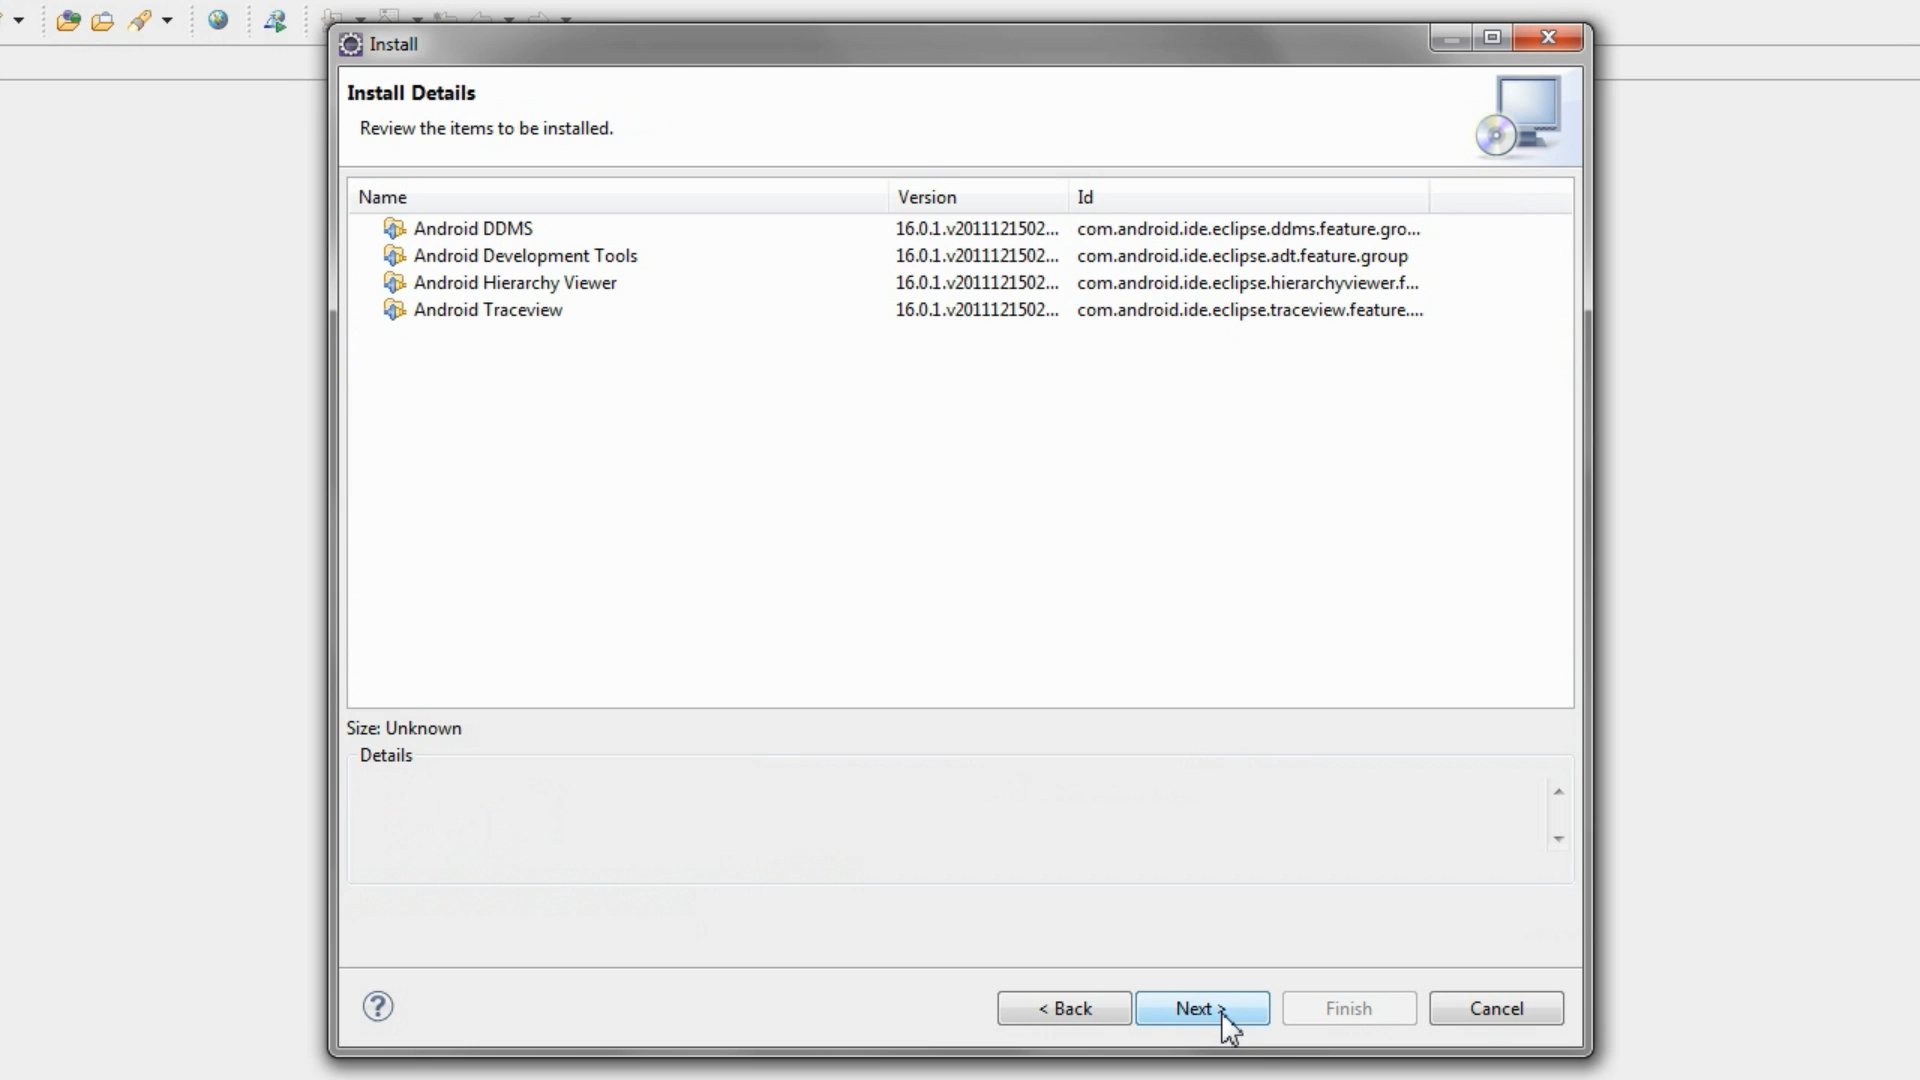 Install
Install Details
Review the items to be installed.
Name Version Id
Android DDMS 16.0.1.v2011121502... com.android.ide.eclipse.ddms.feature.gro...
Android Development Tools 16.0.1.v2011121502... com.android.ide.eclipse.adt.feature.group
Android Hierarchy Viewer 16.0.1.v2011121502... com.android.ide.eclipse.hierarchyviewer.f...
Android Traceview 16.0.1.v2011121502... com.android.ide.eclipse.traceview.feature....
Size: Unknown
Details
? < Back Next > Finish Cancel